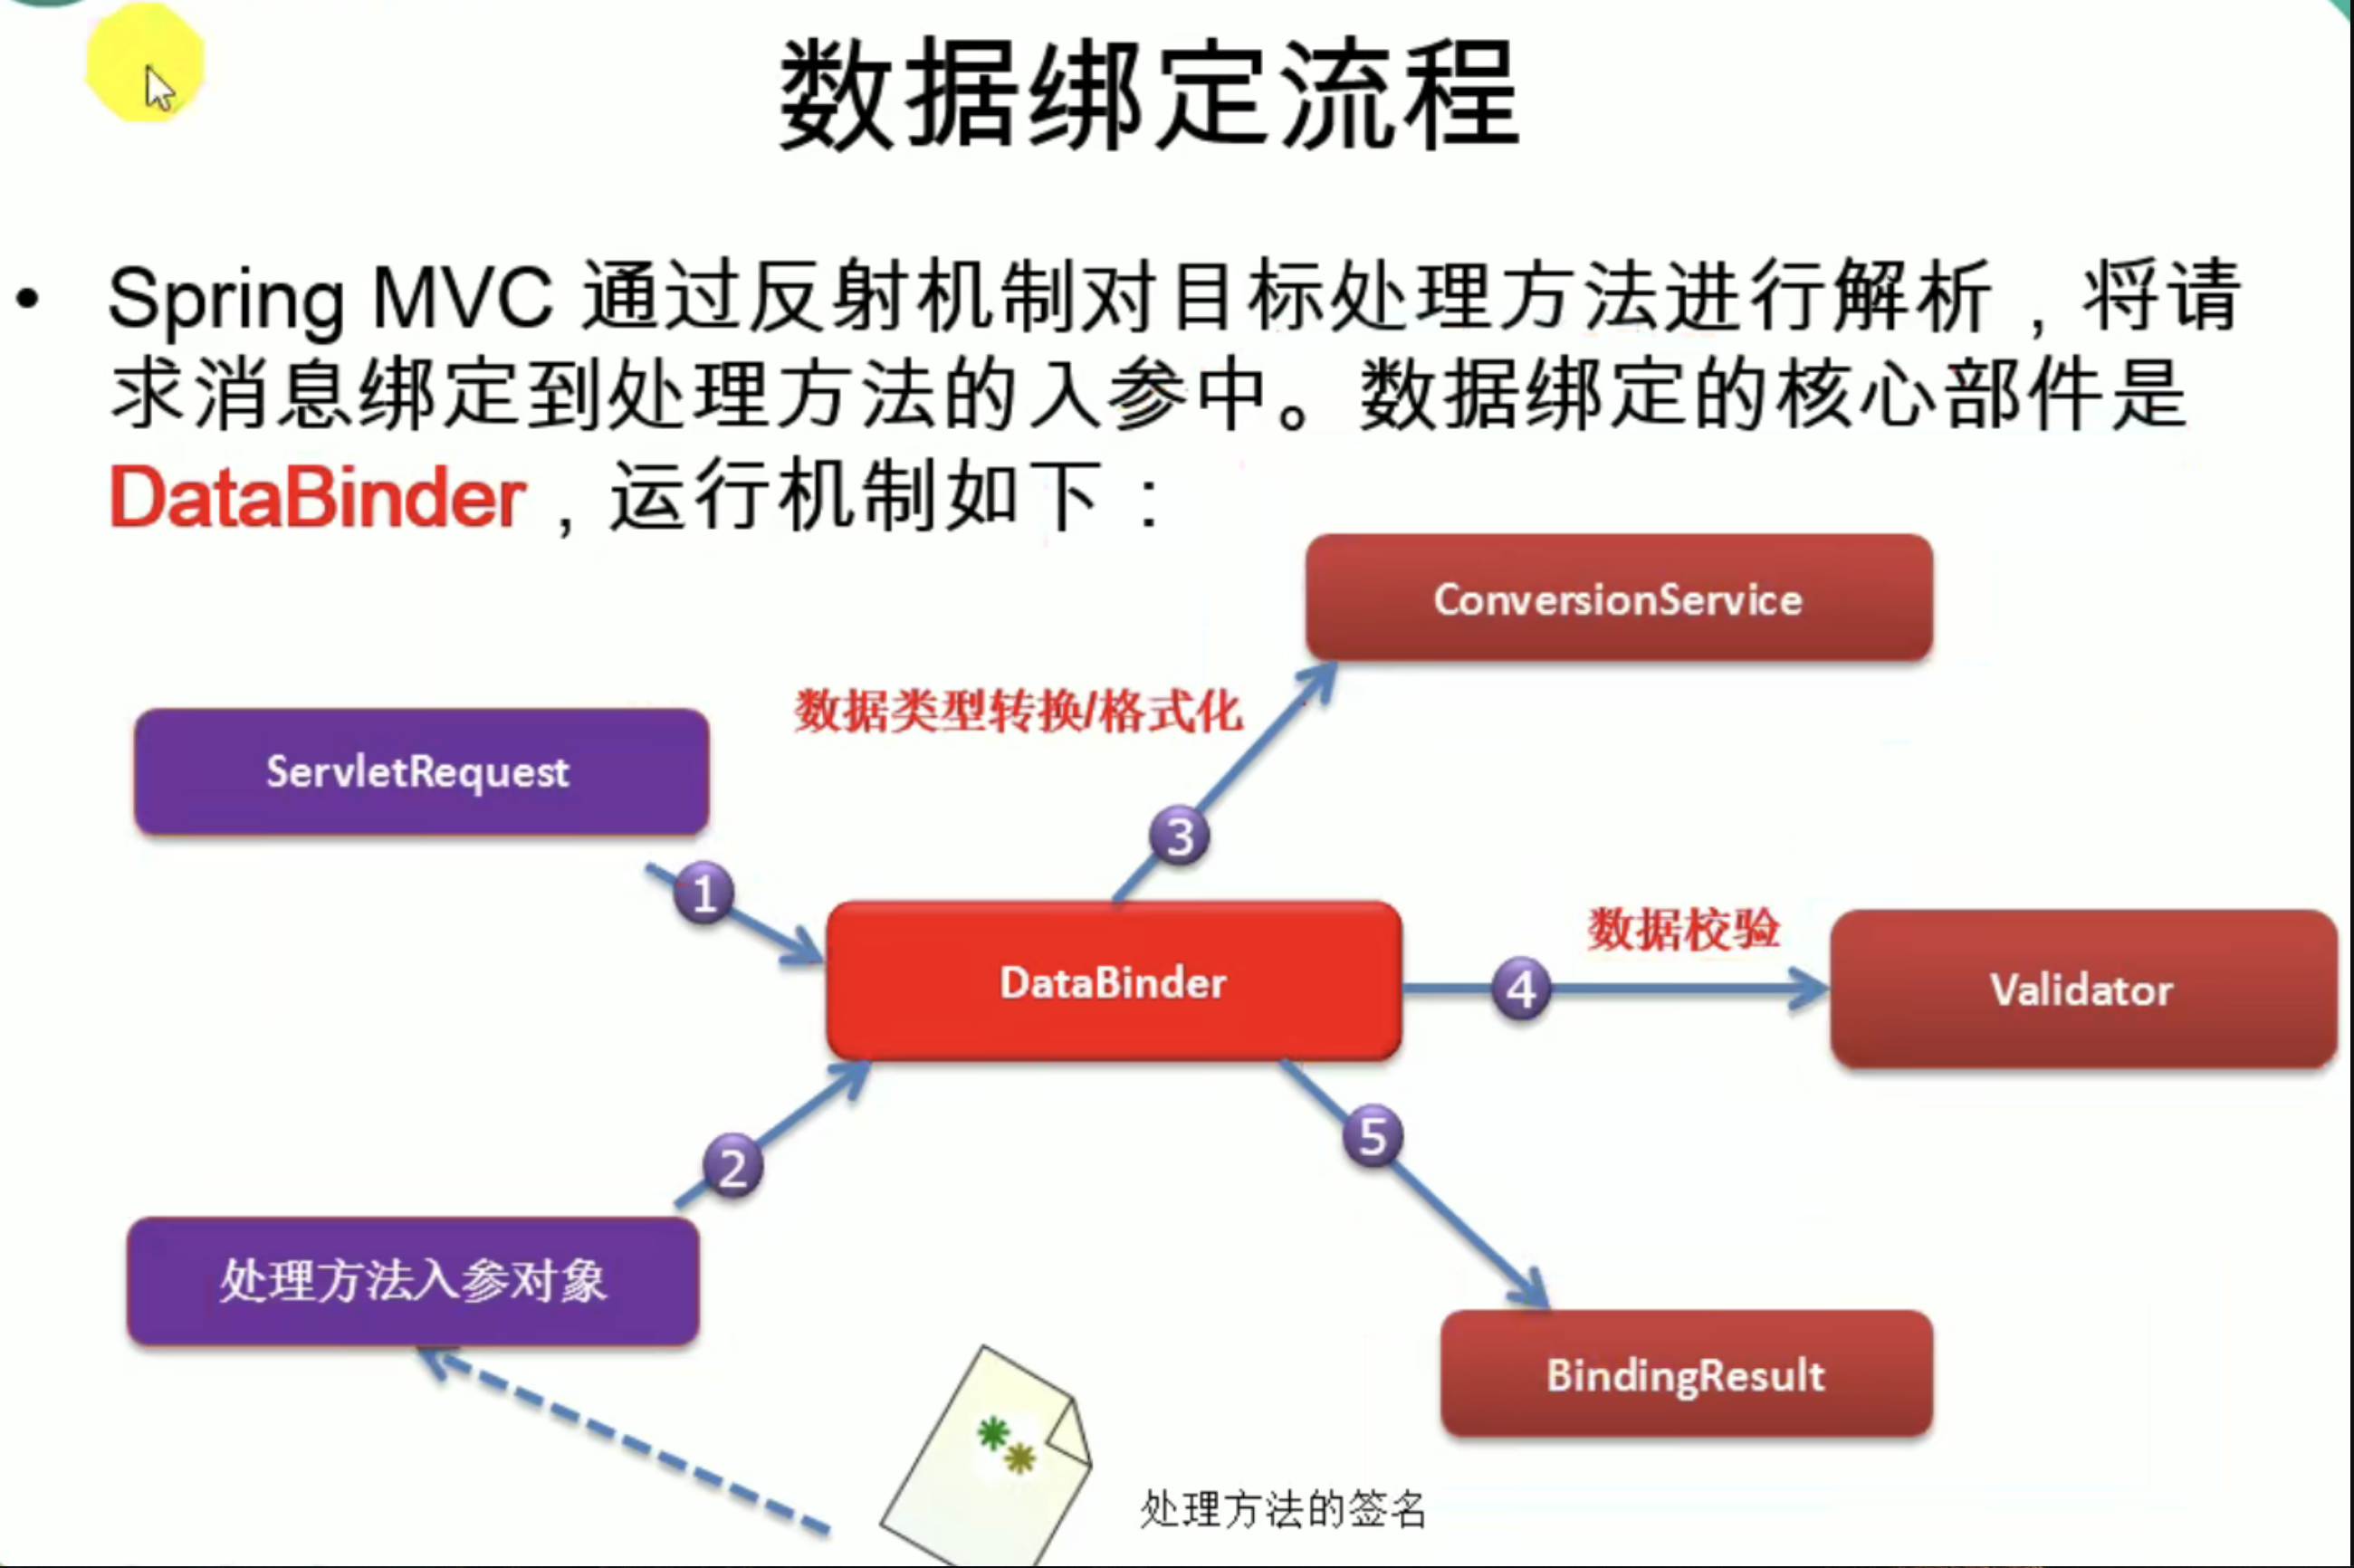 数据绑定流程
• Spring MVC 通过反射机制对目标处理方法进行解析，将请
求消息绑定到处理方法的入参中。数据绑定的核心部件是
DataBinder，运行机制如下：
ConversionService
数据类型转换/格式化
ServletRequest
3
1
数据校验
DataBinder
4
Validator
2
5
处理方法入参对象
BindingResult
处理方法的签名